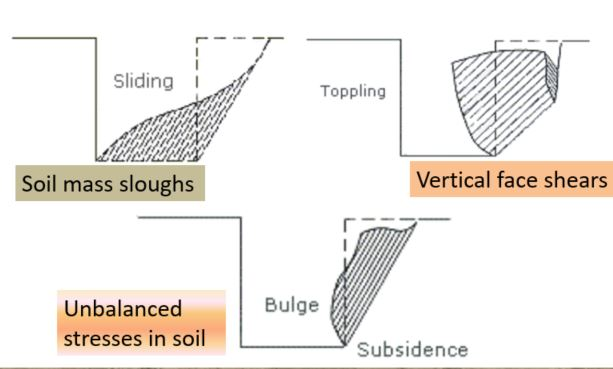 Sliding
Toppling
Soil mass sloughs
Vertical face shears
Unbalanced
stresses in soil
Bulge
Subsidence